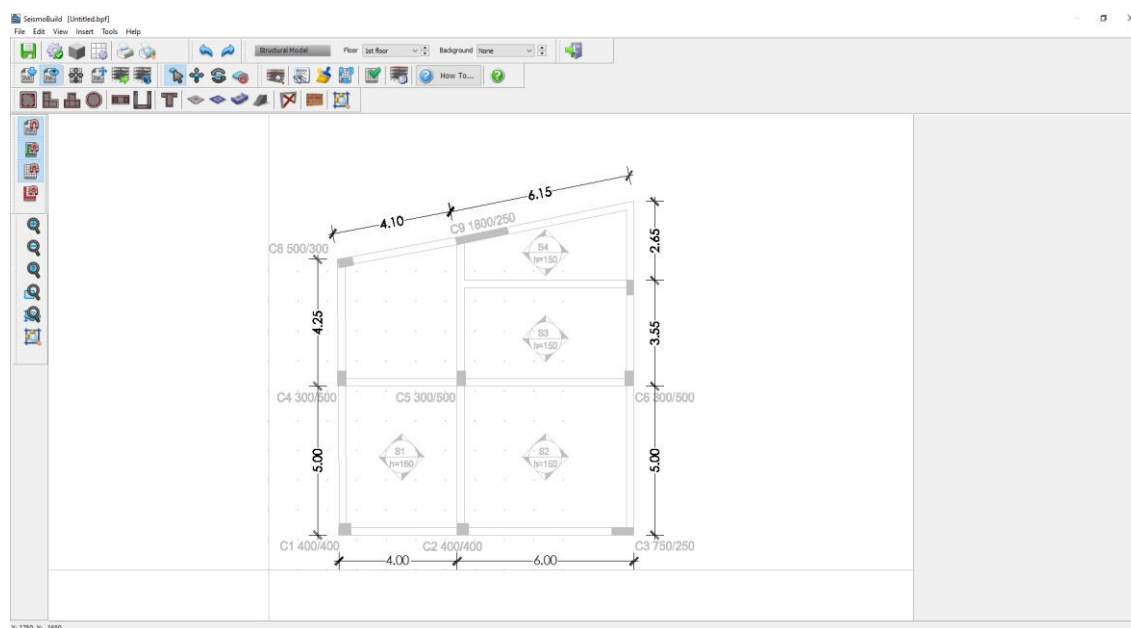 SeismoBuild [Untitled.bpf]
File Edit View Insert Tools Help
Structural Model Floor 1st floor Background None
How To...
6.15
4.10
C9 1800/250
C8 500/300
S4
h=150
2.65
4.25
S3
h=150
3.55
C4 300/500 C5 300/500 C6 300/500
S1
h=150
S2
h=150
5.00
5.00
C1 400/400 C2 400/400 C3 750/250
4.00 6.00